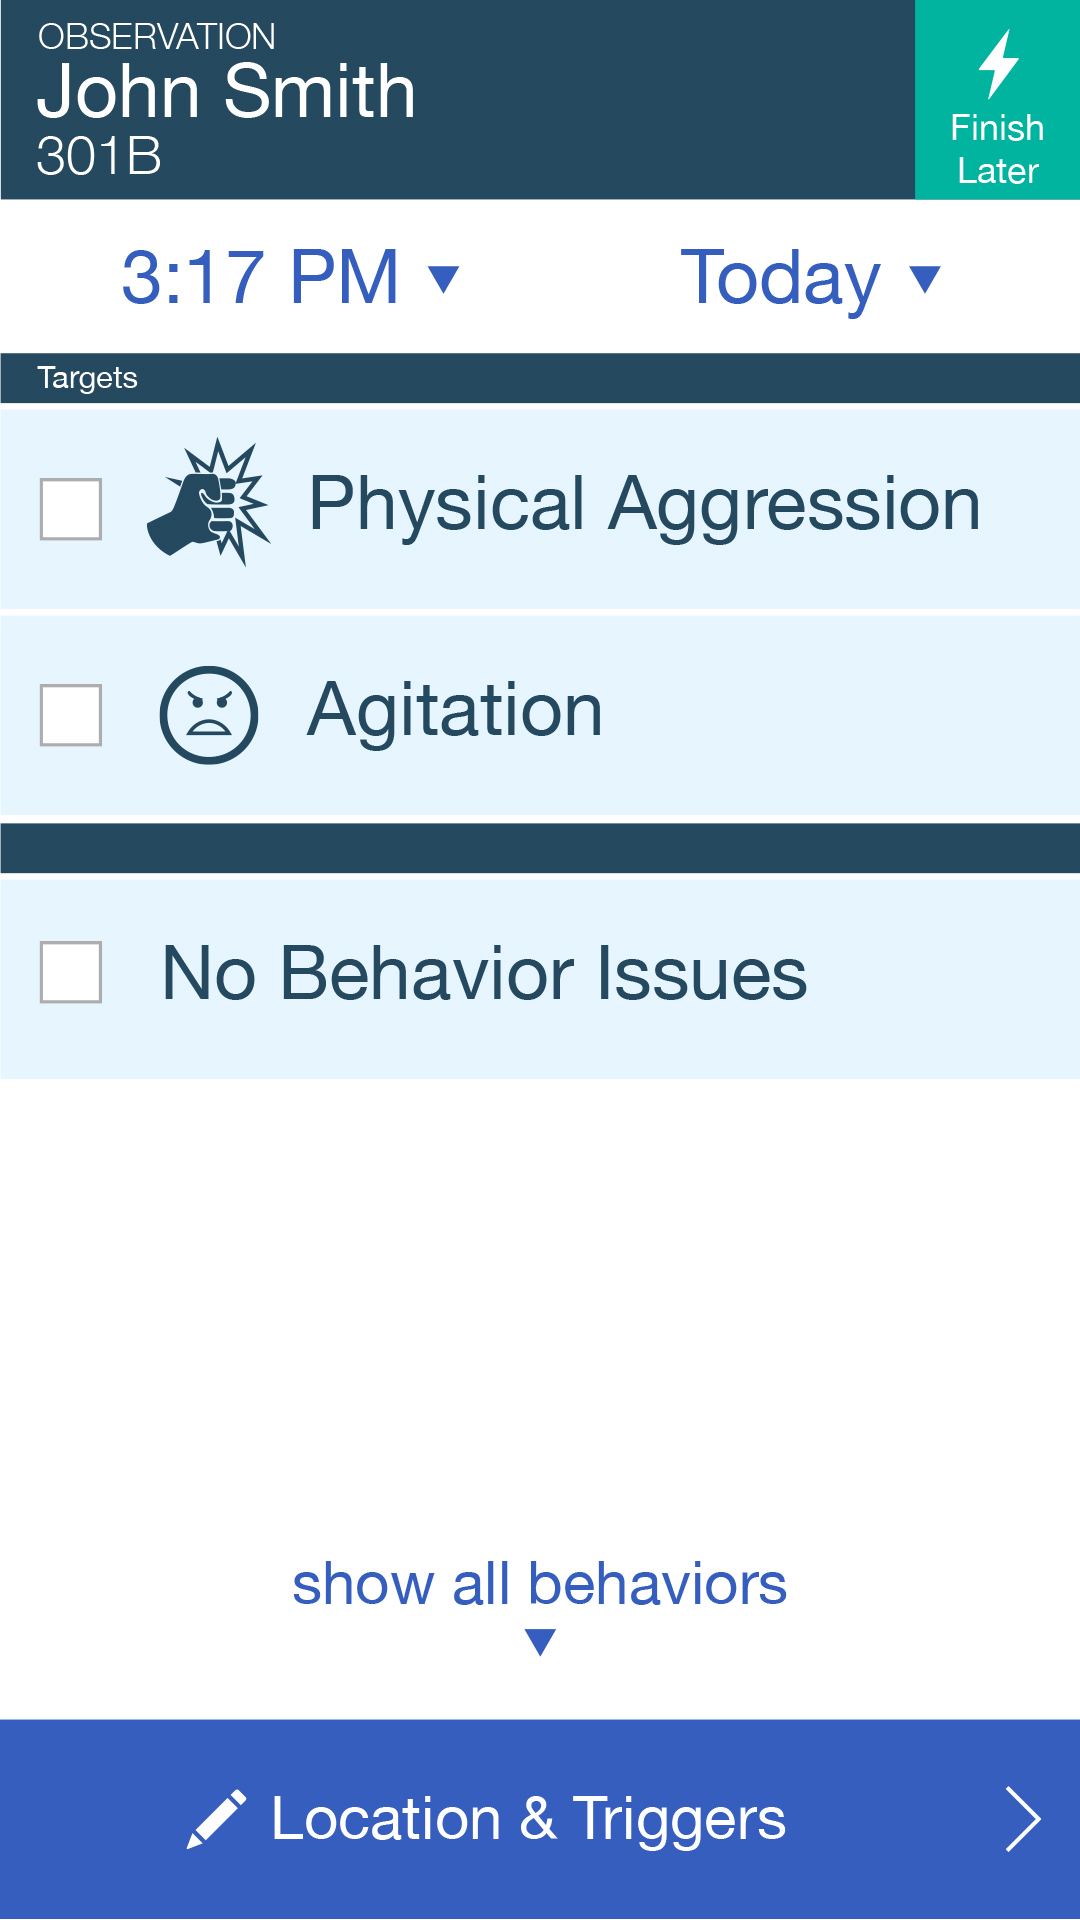 OBSERVATION
John Smith
301B
Finish
Later
3:17 PM
Today
Targets
Physical Aggression
Agitation
No Behavior Issues
show all behaviors
Location & Triggers